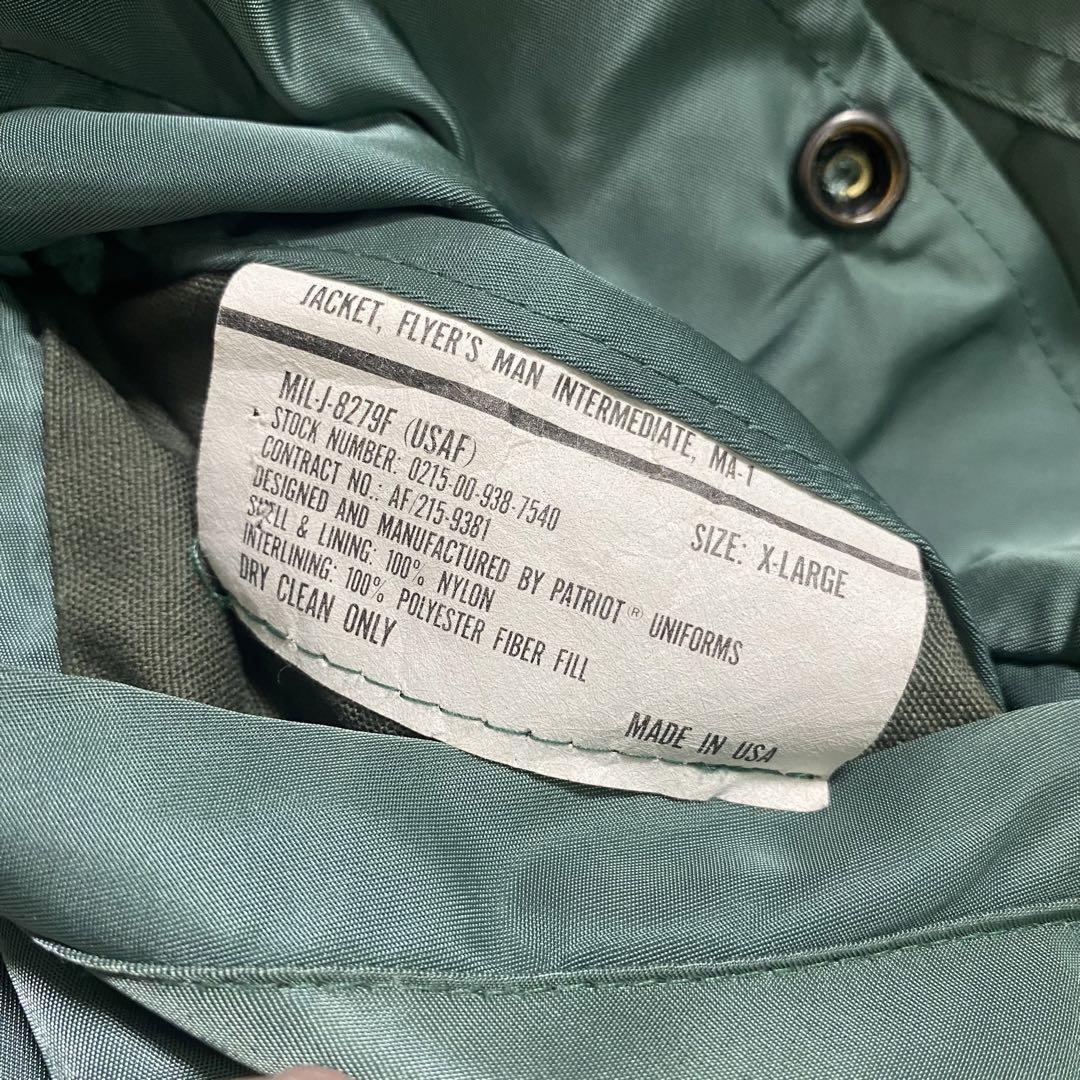 JACKET, FLYER'S MAN INTERMEDIATE, MA-1
MIL-J-8279F (USAF)
STOCK NUMBER: 0215-00-938-7540 SIZE: X-LARGE
CONTRACT NO.: AF/215-9381
DESIGNED AND MANUFACTURED BY PATRIOT® UNIFORMS
SHELL & LINING: 100% NYLON
INTERLINING: 100% POLYESTER FIBER FILL
DRY CLEAN ONLY
MADE IN USA